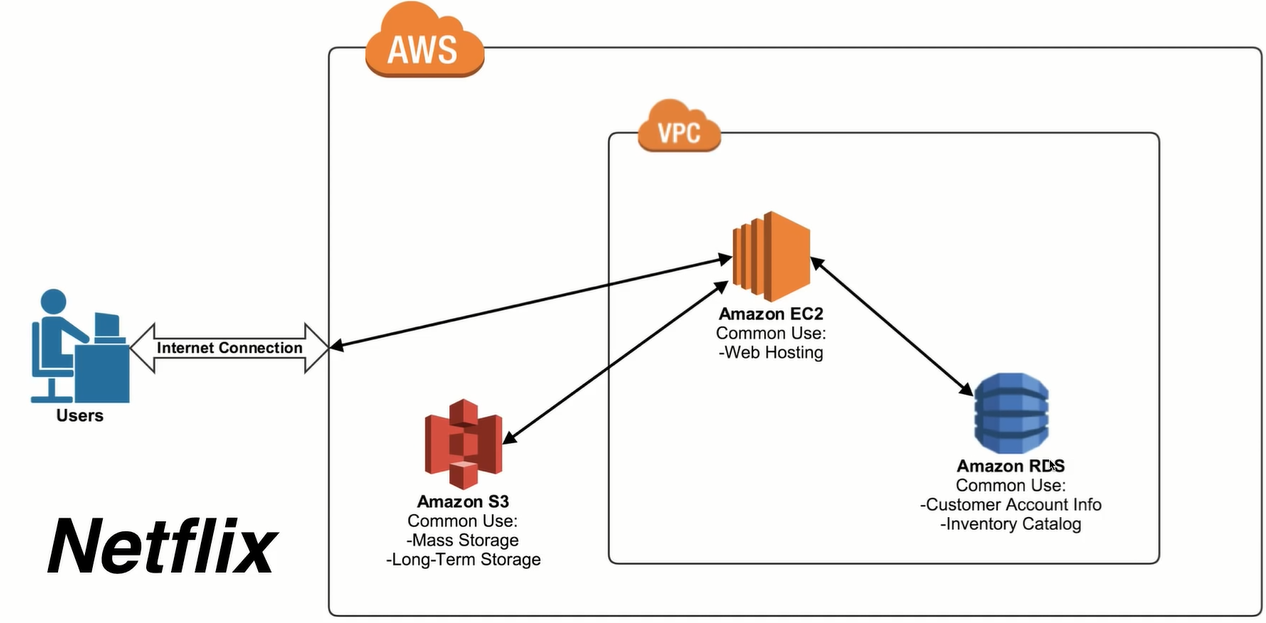 AWS
VPC
Amazon EC2
Common Use:
-Web Hosting
Internet Connection
Users
Amazon S3
Common Use:
-Mass Storage
-Long-Term Storage
Amazon RDS
Common Use:
-Customer Account Info
-Inventory Catalog
Netflix